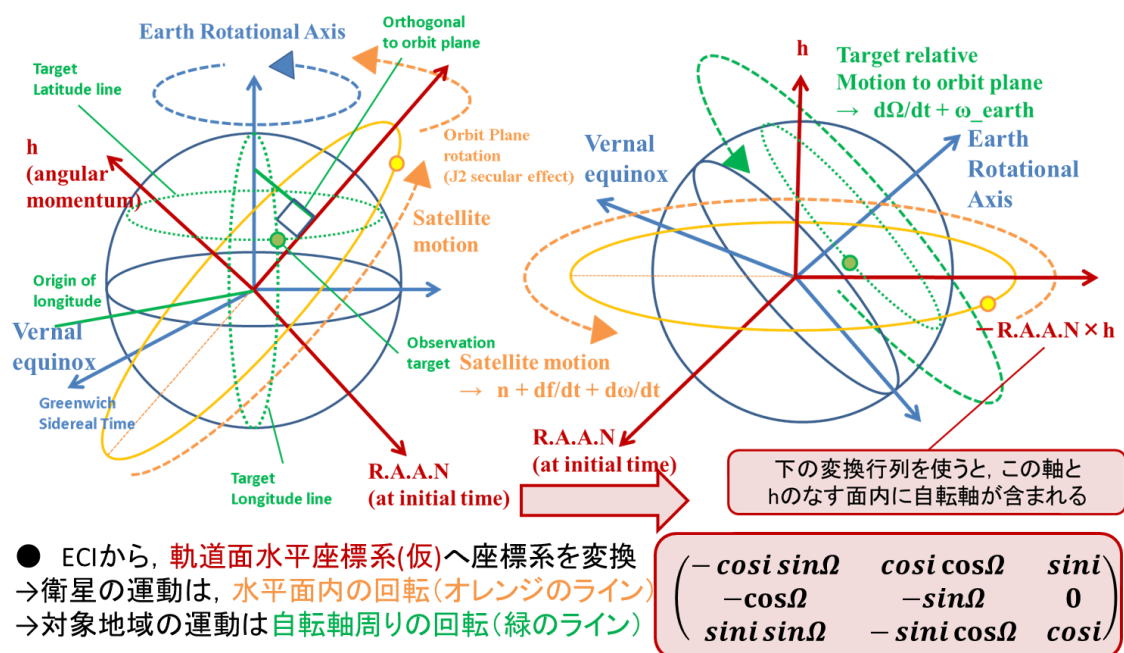 Earth Rotational Axis
Orthogonal
to orbit plane
Target
Latitude line
h
(angular
momentum)
Orbit Plane
rotation
(J2 secular effect)
Satellite
motion
Origin of
longitude
Vernal
equinox
Greenwich
Sidereal Time
Observation
target
Target
Longitude line
R.A.A.N
(at initial time)
h
Target relative
Motion to orbit plane
→ dΩ/dt + ω_earth
Vernal
equinox
Earth
Rotational
Axis
Satellite motion
→ n + df/dt + dω/dt
−R.A.A.N×h
R.A.A.N
(at initial time)
下の変換行列を使うと，この軸と
hのなす面内に自転軸が含まれる
● ECIから，軌道面水平座標系(仮)へ座標系を変換
→衛星の運動は，水平面内の回転(オレンジのライン)
→対象地域の運動は自転軸周りの回転(緑のライン)
− cosi sinΩ cosi cosΩ sini
−cosΩ −sinΩ 0
sini sinΩ − sini cosΩ cosi